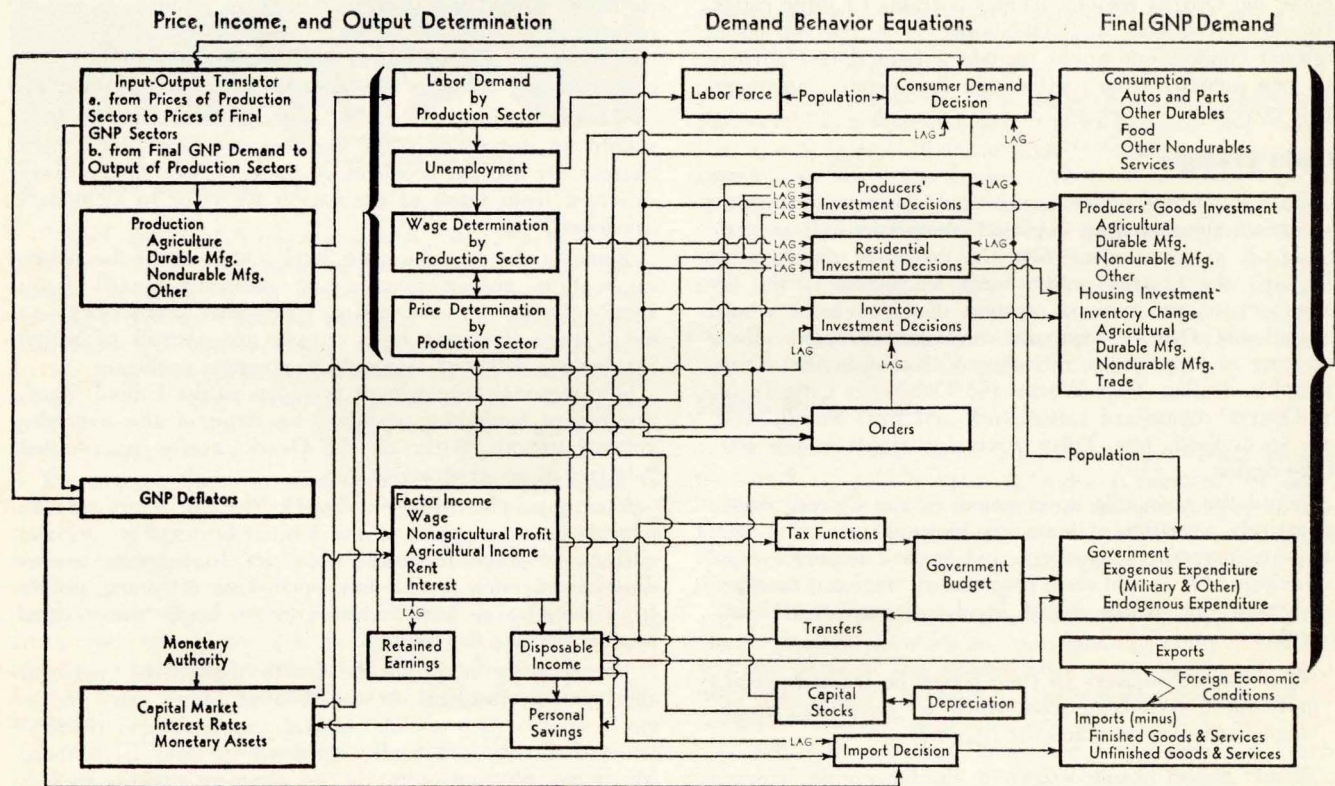 Price, Income, and Output Determination
Demand Behavior Equations
Final GNP Demand
Input-Output Translator
a. from Prices of Production
Sectors to Prices of Final
GNP Sectors
b. from Final GNP Demand to
Output of Production Sectors
Production
Agriculture
Durable Mfg.
Nondurable Mfg.
Other
GNP Deflators
Monetary
Authority
Capital Market
Interest Rates
Monetary Assets
Labor Demand
by
Production Sector
Unemployment
Wage Determination
by
Production Sector
Price Determination
by
Production Sector
Factor Income
Wage
Nonagricultural Profit
Agricultural Income
Rent
Interest
LAG
Retained
Earnings
Disposable
Income
Personal
Savings
Labor Force
Population
Consumer Demand
Decision
LAG
LAG
LAG
LAG
LAG
LAG
Producers'
Investment Decisions
LAG
LAG
LAG
LAG
Residential
Investment Decisions
LAG
Inventory
Investment Decisions
LAG
LAG
Orders
Tax Functions
Government
Budget
Transfers
Capital
Stocks
Depreciation
LAG
Import Decision
Consumption
Autos and Parts
Other Durables
Food
Other Nondurables
Services
Producers' Goods Investment
Agricultural
Durable Mfg.
Nondurable Mfg.
Other
Housing Investment
Inventory Change
Agricultural
Durable Mfg.
Nondurable Mfg.
Trade
Population
Government
Exogenous Expenditure
(Military & Other)
Endogenous Expenditure
Exports
Foreign Economic
Conditions
Imports (minus)
Finished Goods & Services
Unfinished Goods & Services